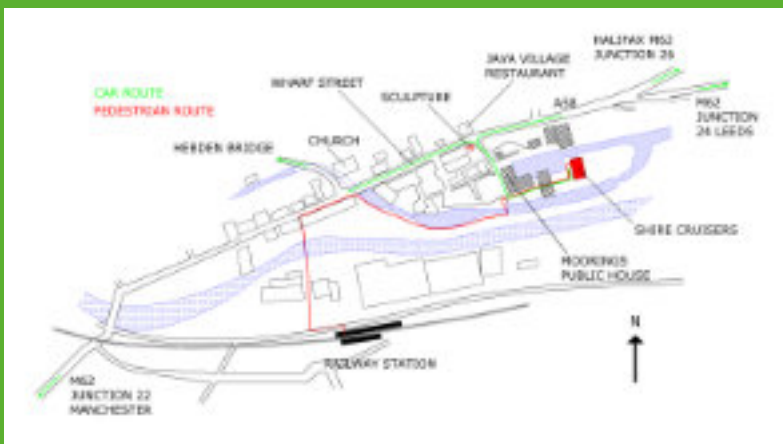 HALIFAX M62
JUNCTION 26
JAVA VILLAGE
RESTAURANT
WHARF STREET
CAR ROUTE
SCULPTURE
A58
PEDESTRIAN ROUTE
M62
JUNCTION
24 LEEDS
CHURCH
HEBDEN BRIDGE
SHIRE CRUISERS
MOORINGS
PUBLIC HOUSE
N
RAILWAY STATION
M62
JUNCTION 22
MANCHESTER